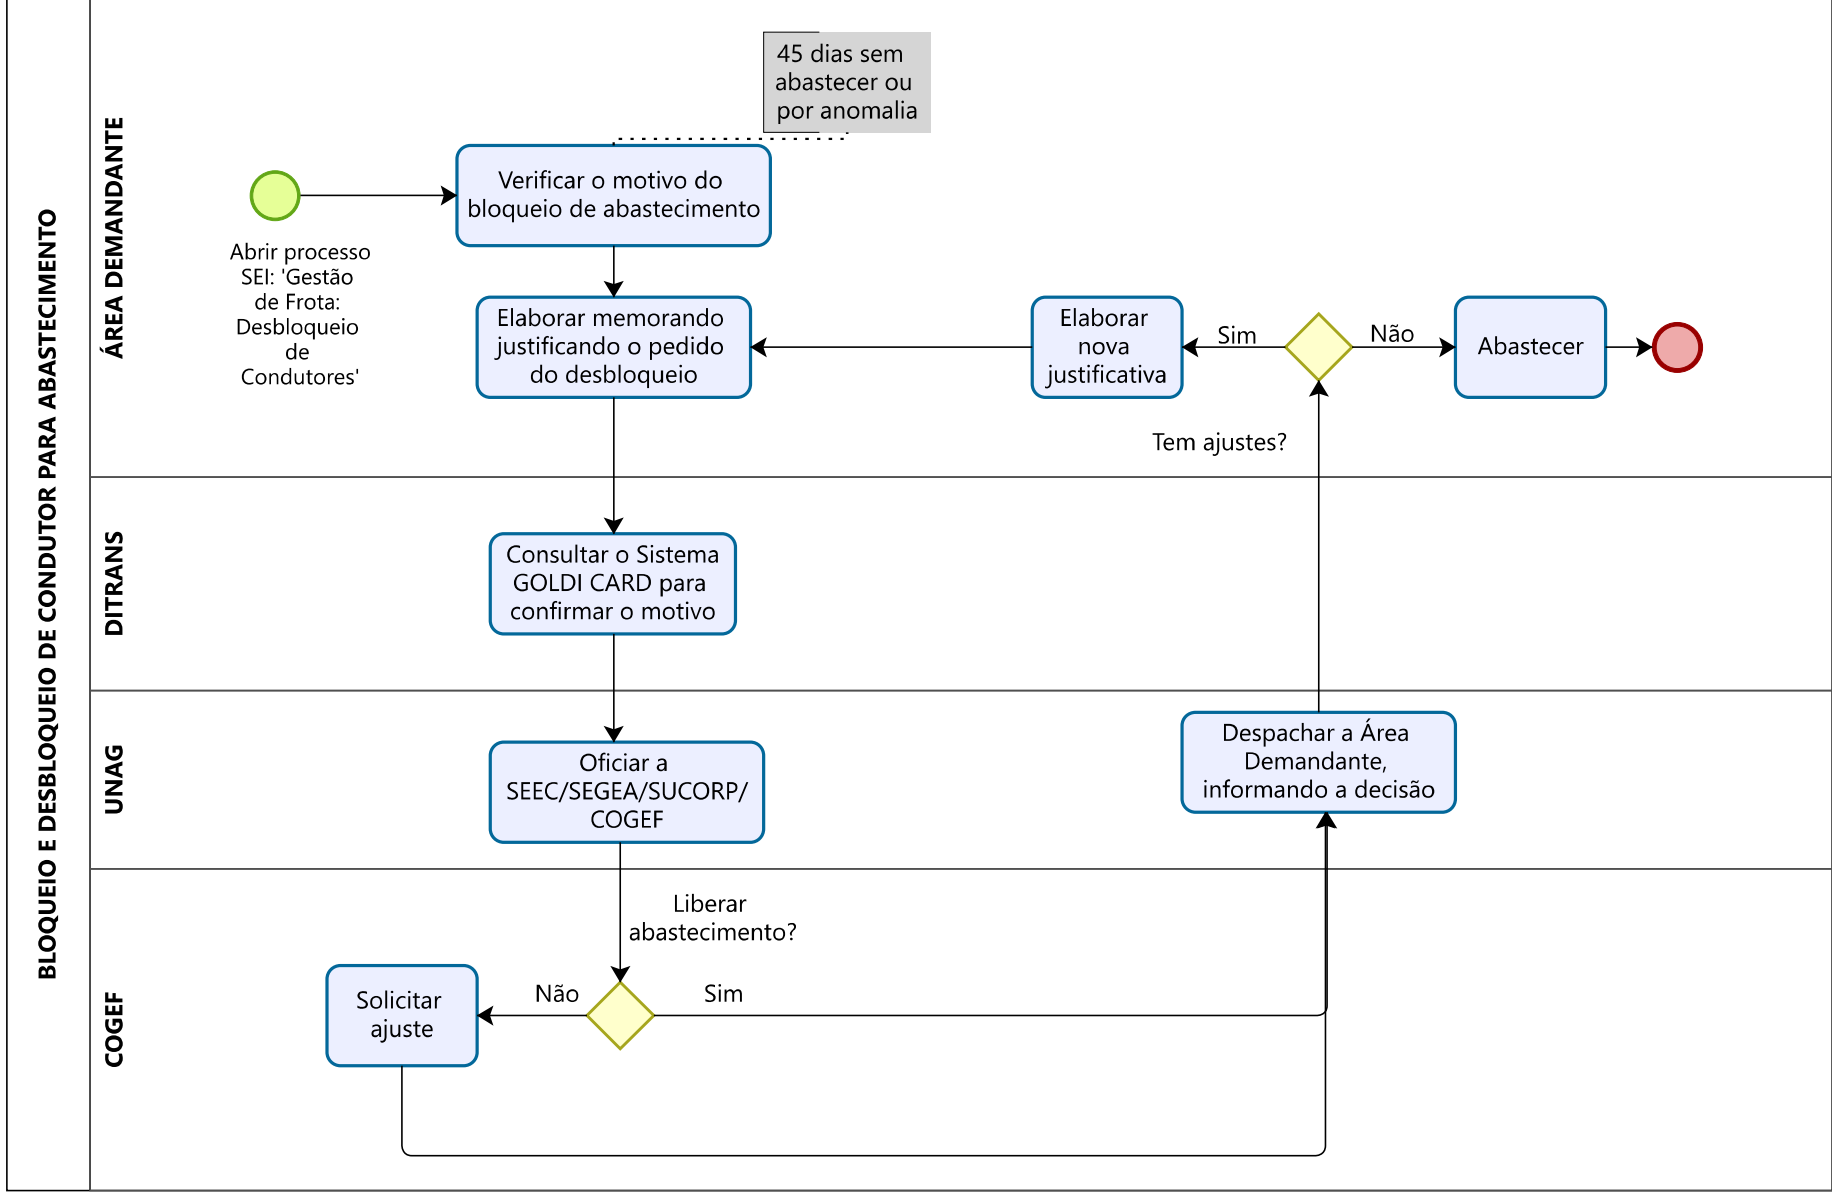 BLOQUEIO E DESBLOQUEIO DE CONDUTOR PARA ABASTECIMENTO
ÁREA DEMANDANTE
45 dias sem
abastecer ou
por anomalia
Verificar o motivo do
bloqueio de abastecimento
Abrir processo
SEI: 'Gestão
de Frota:
Desbloqueio
de
Condutores'
Elaborar memorando
justificando o pedido
do desbloqueio
Elaborar
nova
justificativa
Sim
Não
Abastecer
Tem ajustes?
DITRANS
Consultar o Sistema
GOLDI CARD para
confirmar o motivo
UNAG
Oficiar a
SEEC/SEGEA/SUCORP/
COGEF
Despachar a Área
Demandante,
informando a decisão
COGEF
Liberar
abastecimento?
Não
Sim
Solicitar
ajuste